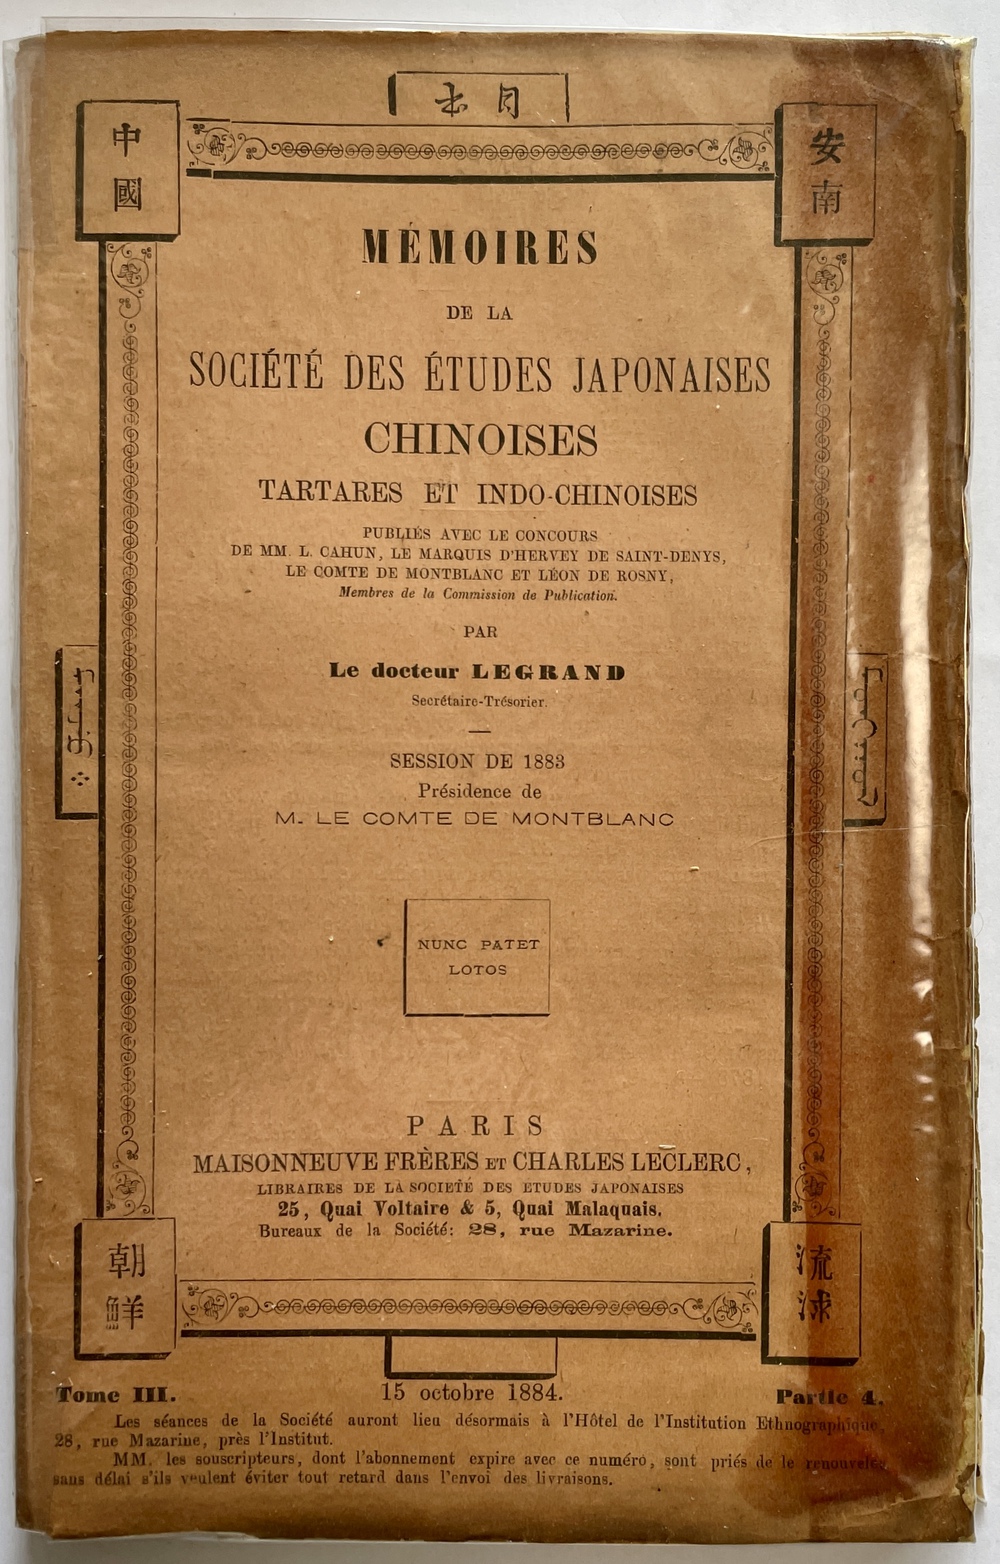 中
國
安
南
MÉMOIRES
DE LA
SOCIÉTÉ DES ÉTUDES JAPONAISES
CHINOISES
TARTARES ET INDO-CHINOISES
PUBLIÉS AVEC LE CONCOURS
DE MM. L. CAHUN, LE MARQUIS D'HERVEY DE SAINT-DENYS,
LE COMTE DE MONTBLANC ET LÉON DE ROSNY,
Membres de la Commission de Publication.
PAR
Le docteur LEGRAND
Secrétaire-Trésorier.
SESSION DE 1883
Présidence de
M. LE COMTE DE MONTBLANC
NUNC PATET
LOTOS
PARIS
MAISONNEUVE FRÈRES ET CHARLES LECLERC,
LIBRAIRES DE LA SOCIETÉ DES ETUDES JAPONAISES
25, Quai Voltaire & 5, Quai Malaquais.
Bureaux de la Société: 28, rue Mazarine.
朝
鮮
流
球
Tome III.
15 octobre 1884.
Partie 4.
Les séances de la Société auront lieu désormais à l'Hôtel de l'Institution Ethnographique,
28, rue Mazarine, près l'Institut.
MM. les souscripteurs, dont l'abonnement expire avec ce numéro, sont priés de le renouveler
sans délai s'ils veulent éviter tout retard dans l'envoi des livraisons.